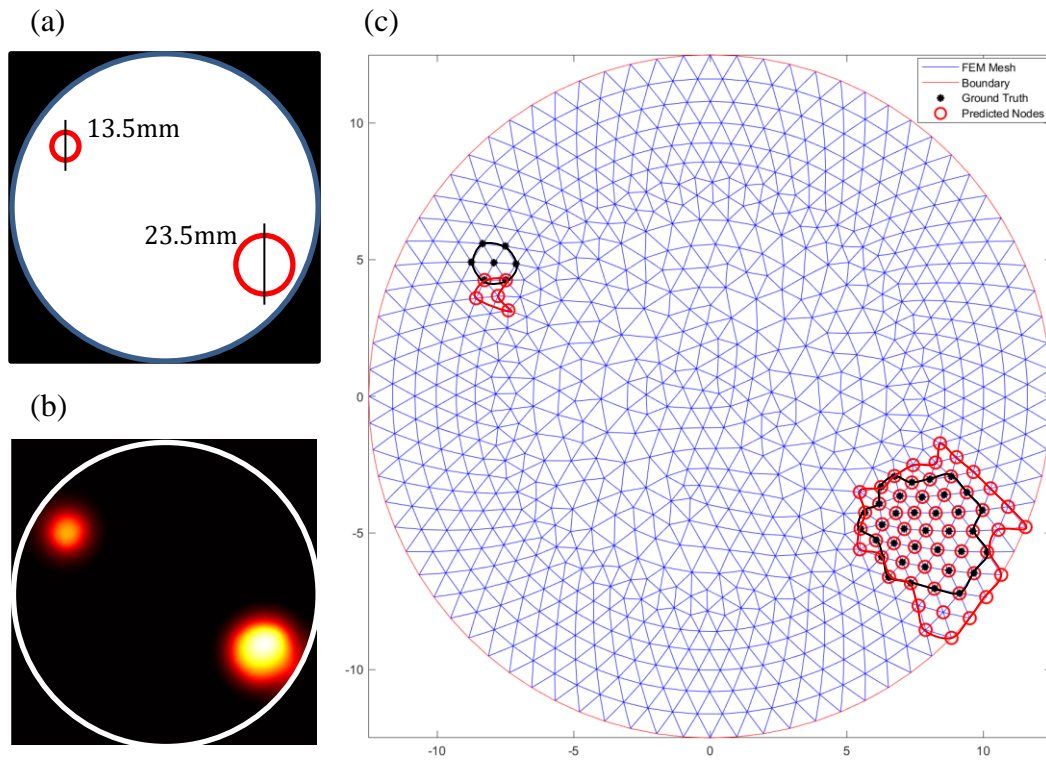 (a)
13.5mm
23.5mm
(b)
(c)
FEM Mesh
Boundary
Ground Truth
Predicted Nodes
10
5
0
-5
-10
-10
-5
0
5
10